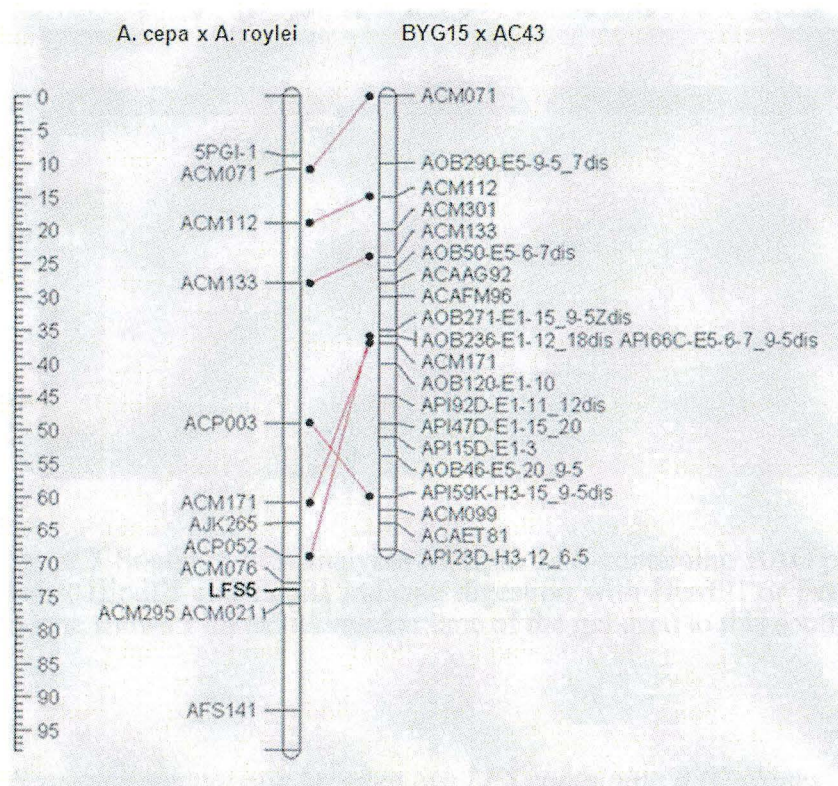 A. cepa x A. roylei
BYG15 x AC43
0
5
10
15
20
25
30
35
40
45
50
55
60
65
70
75
80
85
90
95
5PGI-1
ACM071
ACM112
ACM133
ACP003
ACM171
AJK265
ACP052
ACM076
LFS5
ACM295 ACM021
AFS141
ACM071
AOB290-E5-9-5_7dis
ACM112
ACM301
ACM133
AOB50-E5-6-7dis
ACAAG92
ACAFM96
AOB271-E1-15_9-5Zdis
AOB236-E1-12_18dis API66C-E5-6-7_9-5dis
ACM171
AOB120-E1-10
API92D-E1-11_12dis
API47D-E1-15_20
API15D-E1-3
AOB46-E5-20_9-5
API59K-H3-15_9-5dis
ACM099
ACAET81
API23D-H3-12_6-5